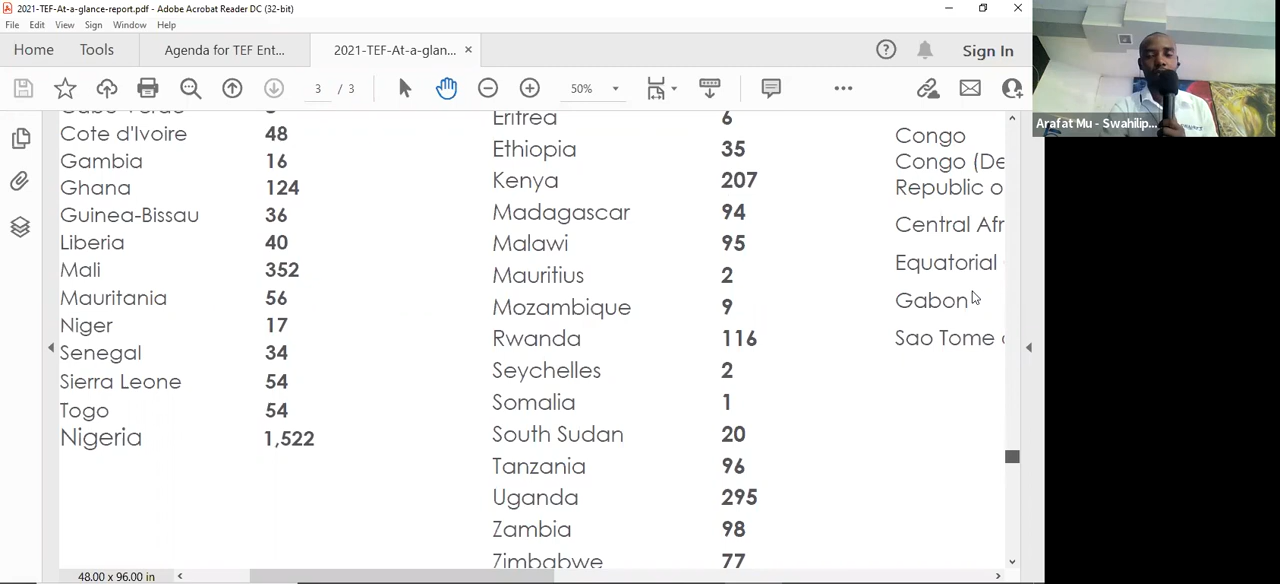 2021-TEF-At-a-glance-report.pdf - Adobe Acrobat Reader DC (32-bit)
File Edit View Sign Window Help
Home Tools Agenda for TEF Ent... 2021-TEF-At-a-glan... × Sign In
3 / 3 50%
Cote d'Ivoire 48
Gambia 16
Ghana 124
Guinea-Bissau 36
Liberia 40
Mali 352
Mauritania 56
Niger 17
Senegal 34
Sierra Leone 54
Togo 54
Nigeria 1,522
Eritrea 6
Ethiopia 35
Kenya 207
Madagascar 94
Malawi 95
Mauritius 2
Mozambique 9
Rwanda 116
Seychelles 2
Somalia 1
South Sudan 20
Tanzania 96
Uganda 295
Zambia 98
Zimbabwe 77
Congo
Congo (De
Republic o
Central Afr
Equatorial
Gabon
Sao Tome
48.00 x 96.00 in
Arafat Mu - Swahilip...